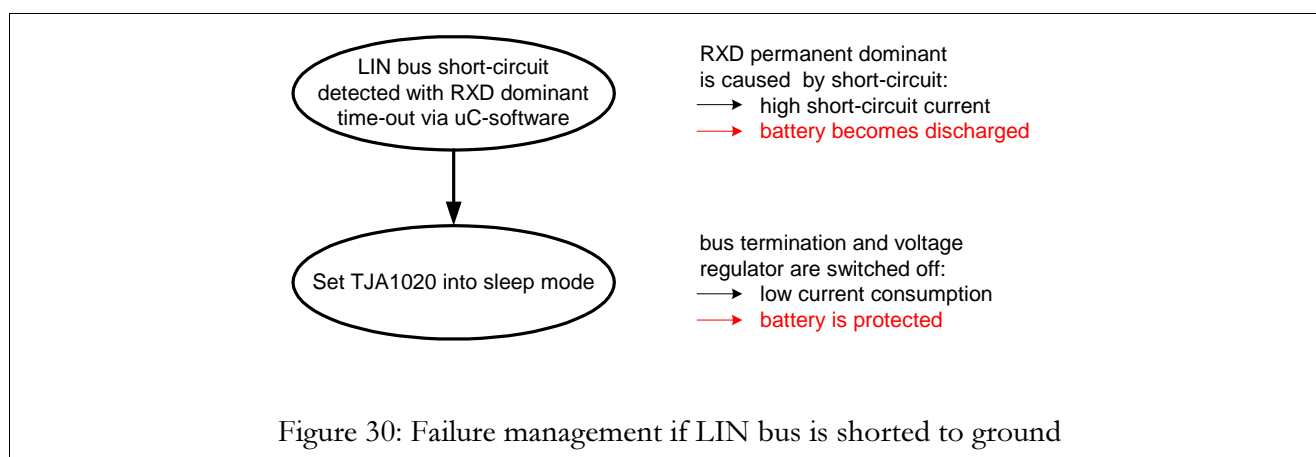 LIN bus short-circuit
detected with RXD dominant
time-out via uC-software
RXD permanent dominant
is caused by short-circuit:
high short-circuit current
battery becomes discharged
Set TJA1020 into sleep mode
bus termination and voltage
regulator are switched off:
low current consumption
battery is protected
Figure 30: Failure management if LIN bus is shorted to ground